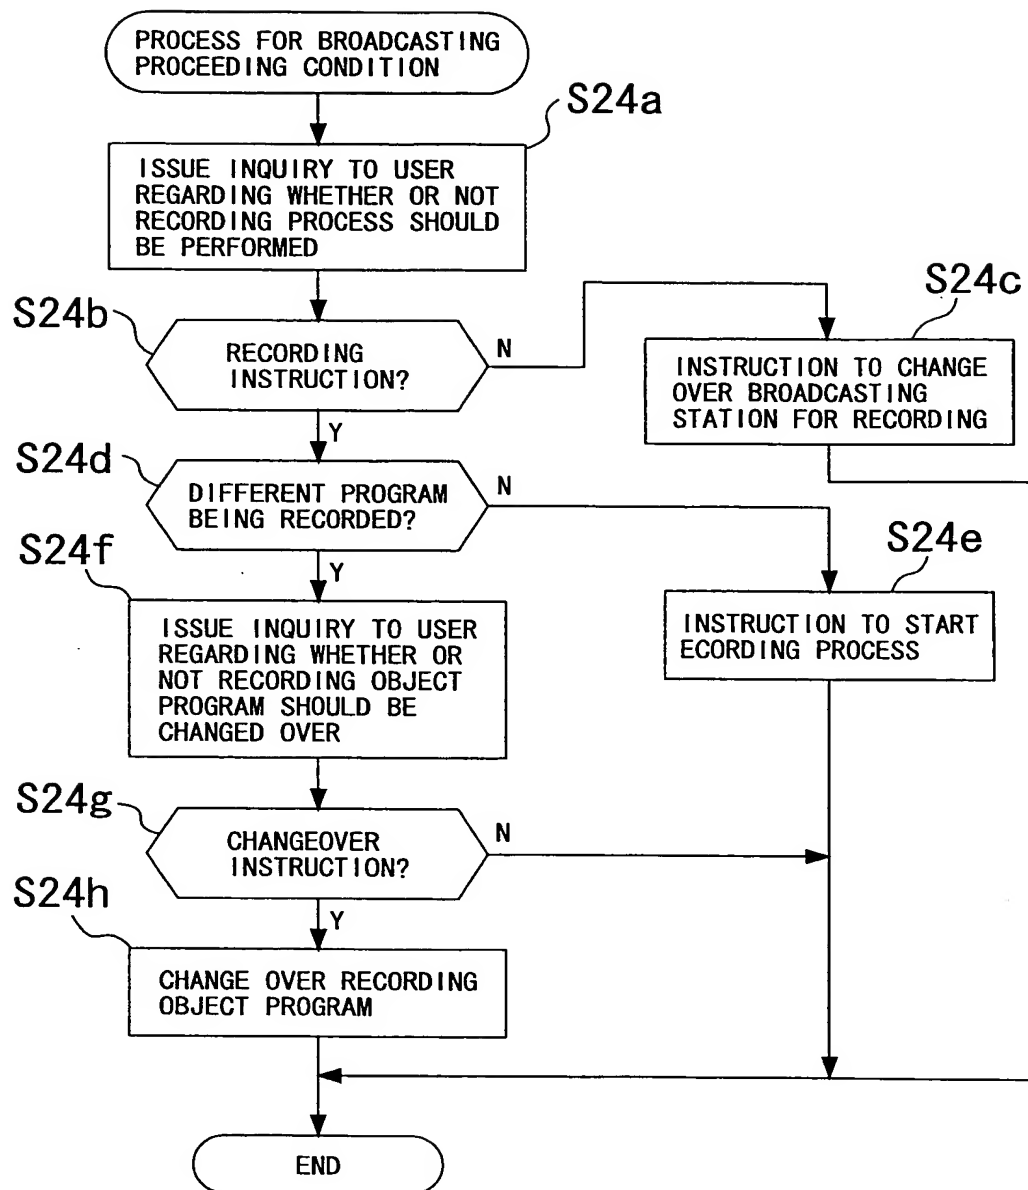 PROCESS FOR BROADCASTING
PROCEEDING CONDITION
S24a
ISSUE INQUIRY TO USER
REGARDING WHETHER OR NOT
RECORDING PROCESS SHOULD
BE PERFORMED
S24b
RECORDING
INSTRUCTION?
N
S24c
INSTRUCTION TO CHANGE
OVER BROADCASTING
STATION FOR RECORDING
Y
S24d
DIFFERENT PROGRAM
BEING RECORDED?
N
S24e
INSTRUCTION TO START
ECORDING PROCESS
Y
S24f
ISSUE INQUIRY TO USER
REGARDING WHETHER OR
NOT RECORDING OBJECT
PROGRAM SHOULD BE
CHANGED OVER
S24g
CHANGEOVER
INSTRUCTION?
N
Y
S24h
CHANGE OVER RECORDING
OBJECT PROGRAM
END